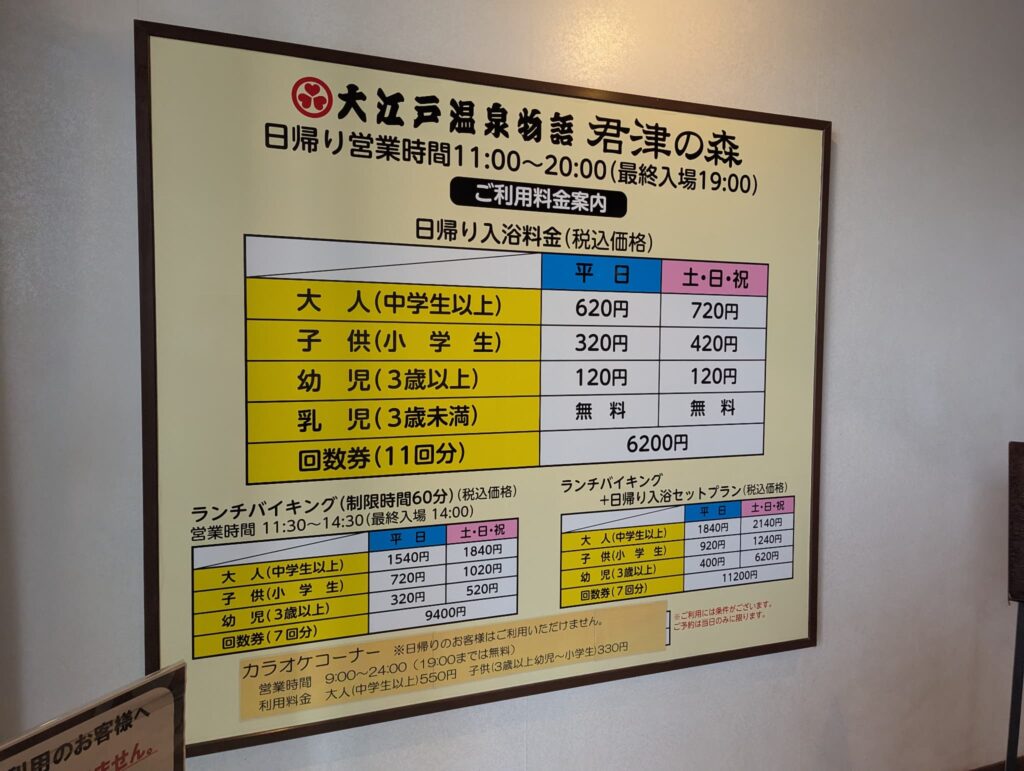 大江戸温泉物語 君津の森
日帰り営業時間11:00～20:00(最終入場19:00)
ご利用料金案内
日帰り入浴料金(税込価格)
平 日 土・日・祝
大 人(中学生以上) 620円 720円
子 供(小 学 生) 320円 420円
幼 児(3歳以上) 120円 120円
乳 児(3歳未満) 無 料 無 料
回数券(11回分) 6200円
ランチバイキング(制限時間60分)(税込価格)
営業時間 11:30～14:30(最終入場 14:00)
平 日 土・日・祝
大 人(中学生以上) 1540円 1840円
子 供(小 学 生) 720円 1020円
幼 児(3歳以上) 320円 520円
回数券(7回分) 9400円
ランチバイキング
+日帰り入浴セットプラン(税込価格)
平 日 土・日・祝
大 人(中学生以上) 1840円 2140円
子 供(小 学 生) 920円 1240円
幼 児(3歳以上) 400円 620円
回数券(7回分) 11200円
※ご利用には条件がございます。
ご予約は当日のみに限ります。
カラオケコーナー ※日帰りのお客様はご利用いただけません。
営業時間 9:00～24:00 (19:00までは無料)
利用料金 大人(中学生以上)550円 子供(3歳以上幼児～小学生)330円
利用のお客様へ
ません。